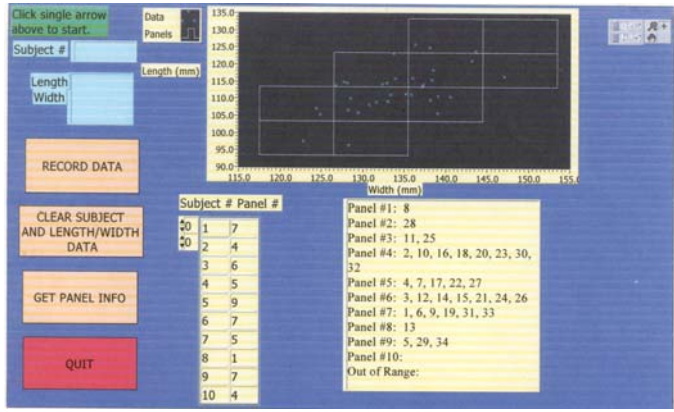 Click single arrow
above to start.
Subject #
Length
Width
RECORD DATA
CLEAR SUBJECT
AND LENGTH/WIDTH
DATA
GET PANEL INFO
QUIT
Data
Panels
Length (mm)
135.0
130.0
125.0
120.0
115.0
110.0
105.0
100.0
95.0
90.0
115.0 120.0 125.0 130.0 135.0 140.0 145.0 150.0 155.0
Width (mm)
Subject # Panel #
0 1 7
0 2 4
3 6
4 5
5 9
6 7
7 5
8 1
9 7
10 4
Panel #1: 8
Panel #2: 28
Panel #3: 11, 25
Panel #4: 2, 10, 16, 18, 20, 23, 30,
32
Panel #5: 4, 7, 17, 22, 27
Panel #6: 3, 12, 14, 15, 21, 24, 26
Panel #7: 1, 6, 9, 19, 31, 33
Panel #8: 13
Panel #9: 5, 29, 34
Panel #10:
Out of Range: